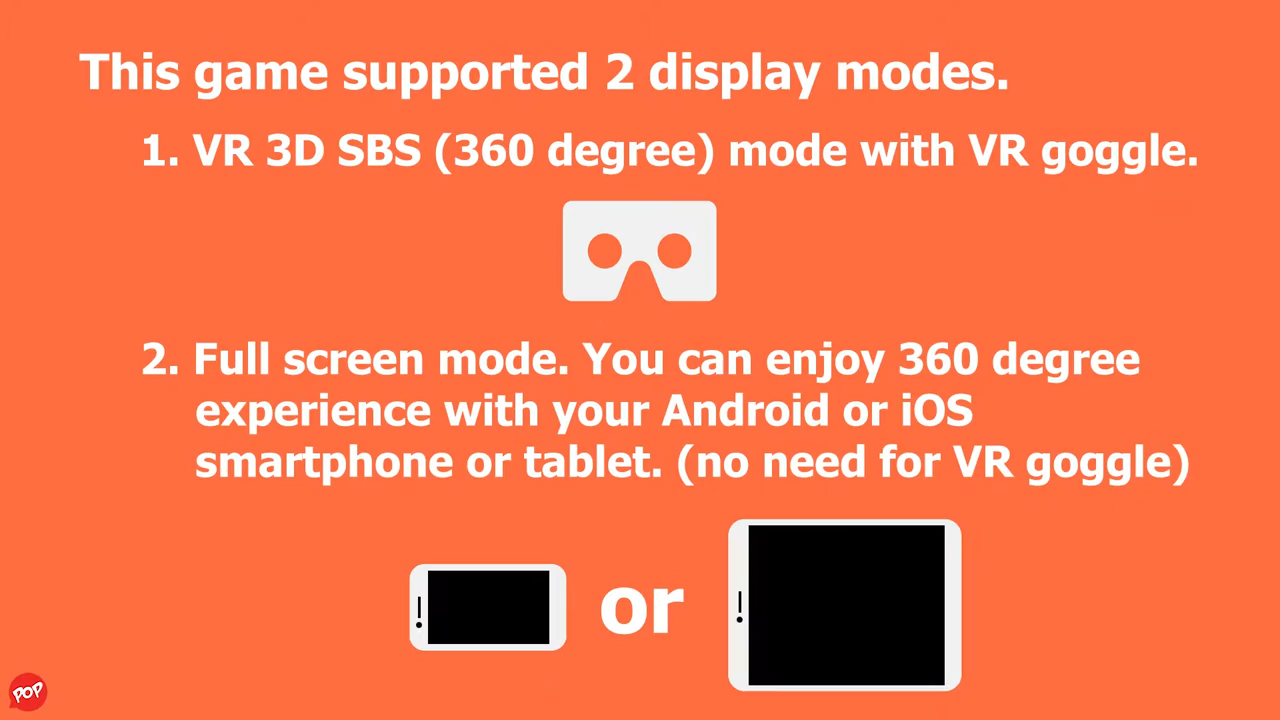 This game supported 2 display modes.
1. VR 3D SBS (360 degree) mode with VR goggle.
2. Full screen mode. You can enjoy 360 degree
experience with your Android or iOS
smartphone or tablet. (no need for VR goggle)
or
POP